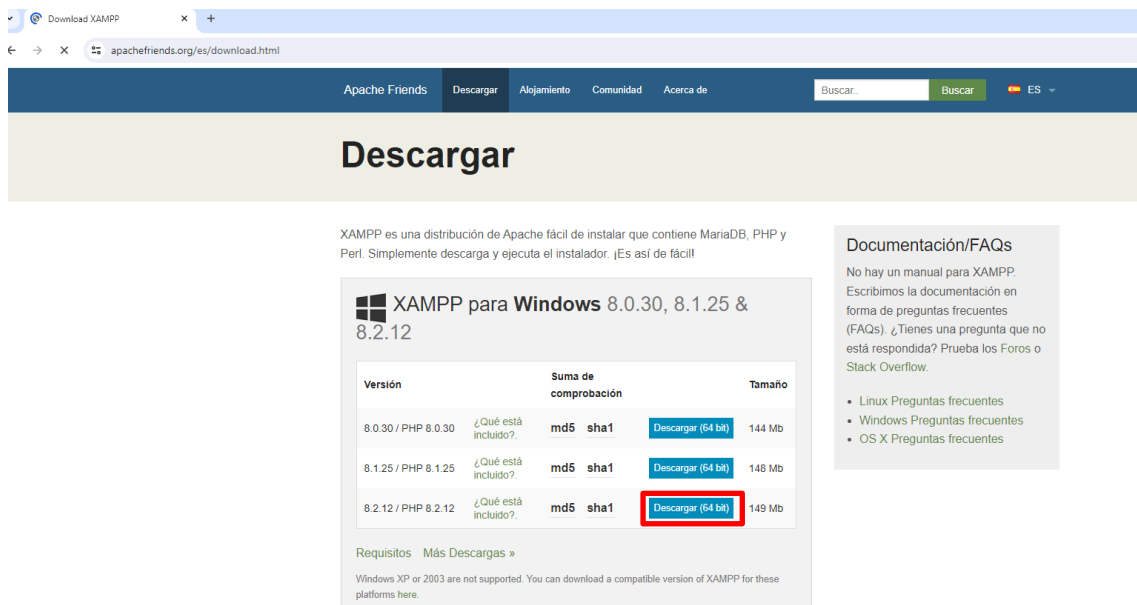 Download XAMPP
apachefriends.org/es/download.html
Apache Friends Descargar Alojamiento Comunidad Acerca de Buscar.. Buscar ES
Descargar
XAMPP es una distribución de Apache fácil de instalar que contiene MariaDB, PHP y
Perl. Simplemente descarga y ejecuta el instalador. ¡Es así de fácil!
XAMPP para Windows 8.0.30, 8.1.25 &
8.2.12
Versión Suma de comprobación Tamaño
8.0.30 / PHP 8.0.30 ¿Qué está incluido?. md5 sha1 Descargar (64 bit) 144 Mb
8.1.25 / PHP 8.1.25 ¿Qué está incluido?. md5 sha1 Descargar (64 bit) 148 Mb
8.2.12 / PHP 8.2.12 ¿Qué está incluido?. md5 sha1 Descargar (64 bit) 149 Mb
Requisitos Más Descargas »
Windows XP or 2003 are not supported. You can download a compatible version of XAMPP for these
platforms here.
Documentación/FAQs
No hay un manual para XAMPP.
Escribimos la documentación en
forma de preguntas frecuentes
(FAQs). ¿Tienes una pregunta que no
está respondida? Prueba los Foros o
Stack Overflow.
• Linux Preguntas frecuentes
• Windows Preguntas frecuentes
• OS X Preguntas frecuentes